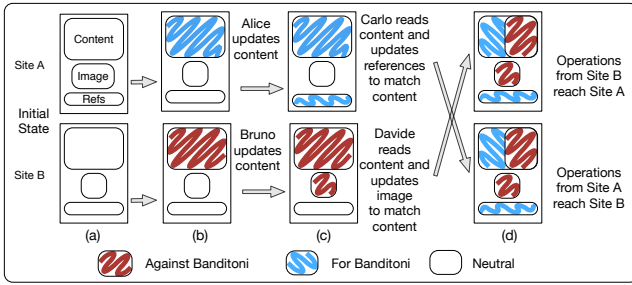 Site A
Content
Image
Refs
Initial
State
Site B
Alice
updates
content
Bruno
updates
content
Carlo reads
content and
updates
references
to match
content
Davide reads
content and
updates
image
to match
content
Operations
from Site B
reach Site A
Operations
from Site A
reach Site B
(a)
(b)
(c)
(d)
Against Banditoni
For Banditoni
Neutral